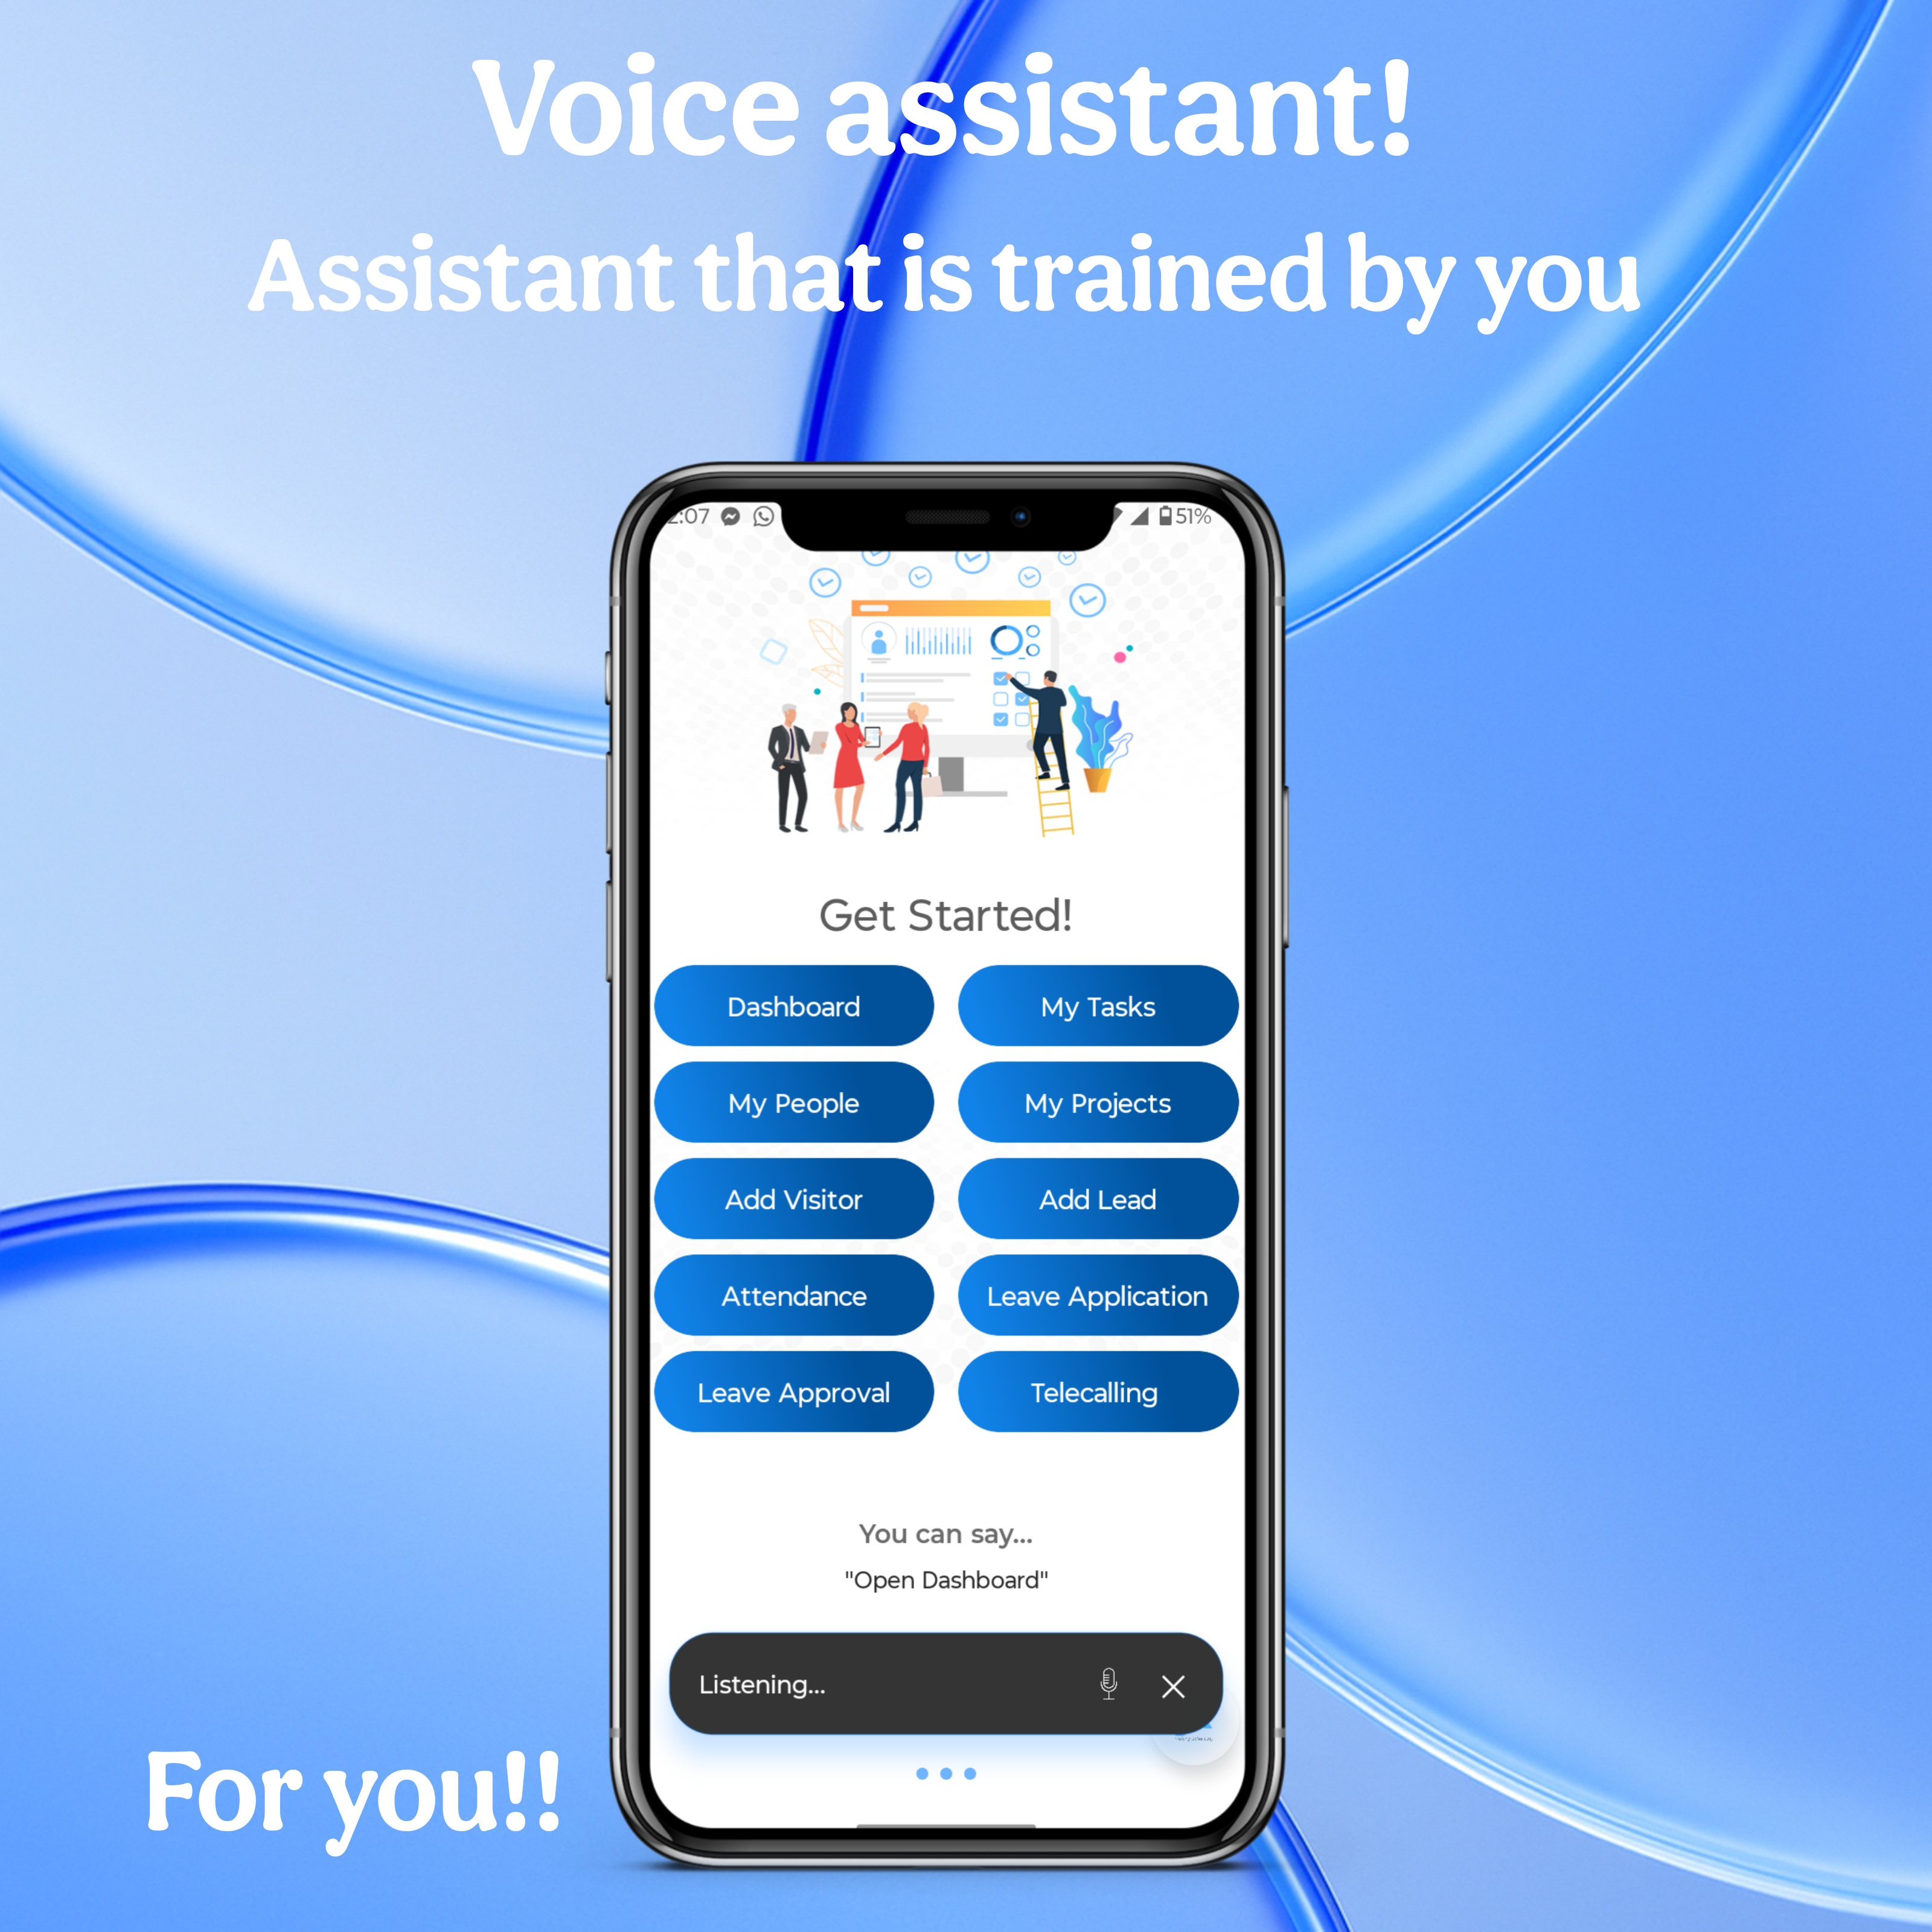 Voice assistant!
Assistant that is trained by you
2:07
51%
Get Started!
Dashboard
My Tasks
My People
My Projects
Add Visitor
Add Lead
Attendance
Leave Application
Leave Approval
Telecalling
You can say...
"Open Dashboard"
Listening...
For you!!